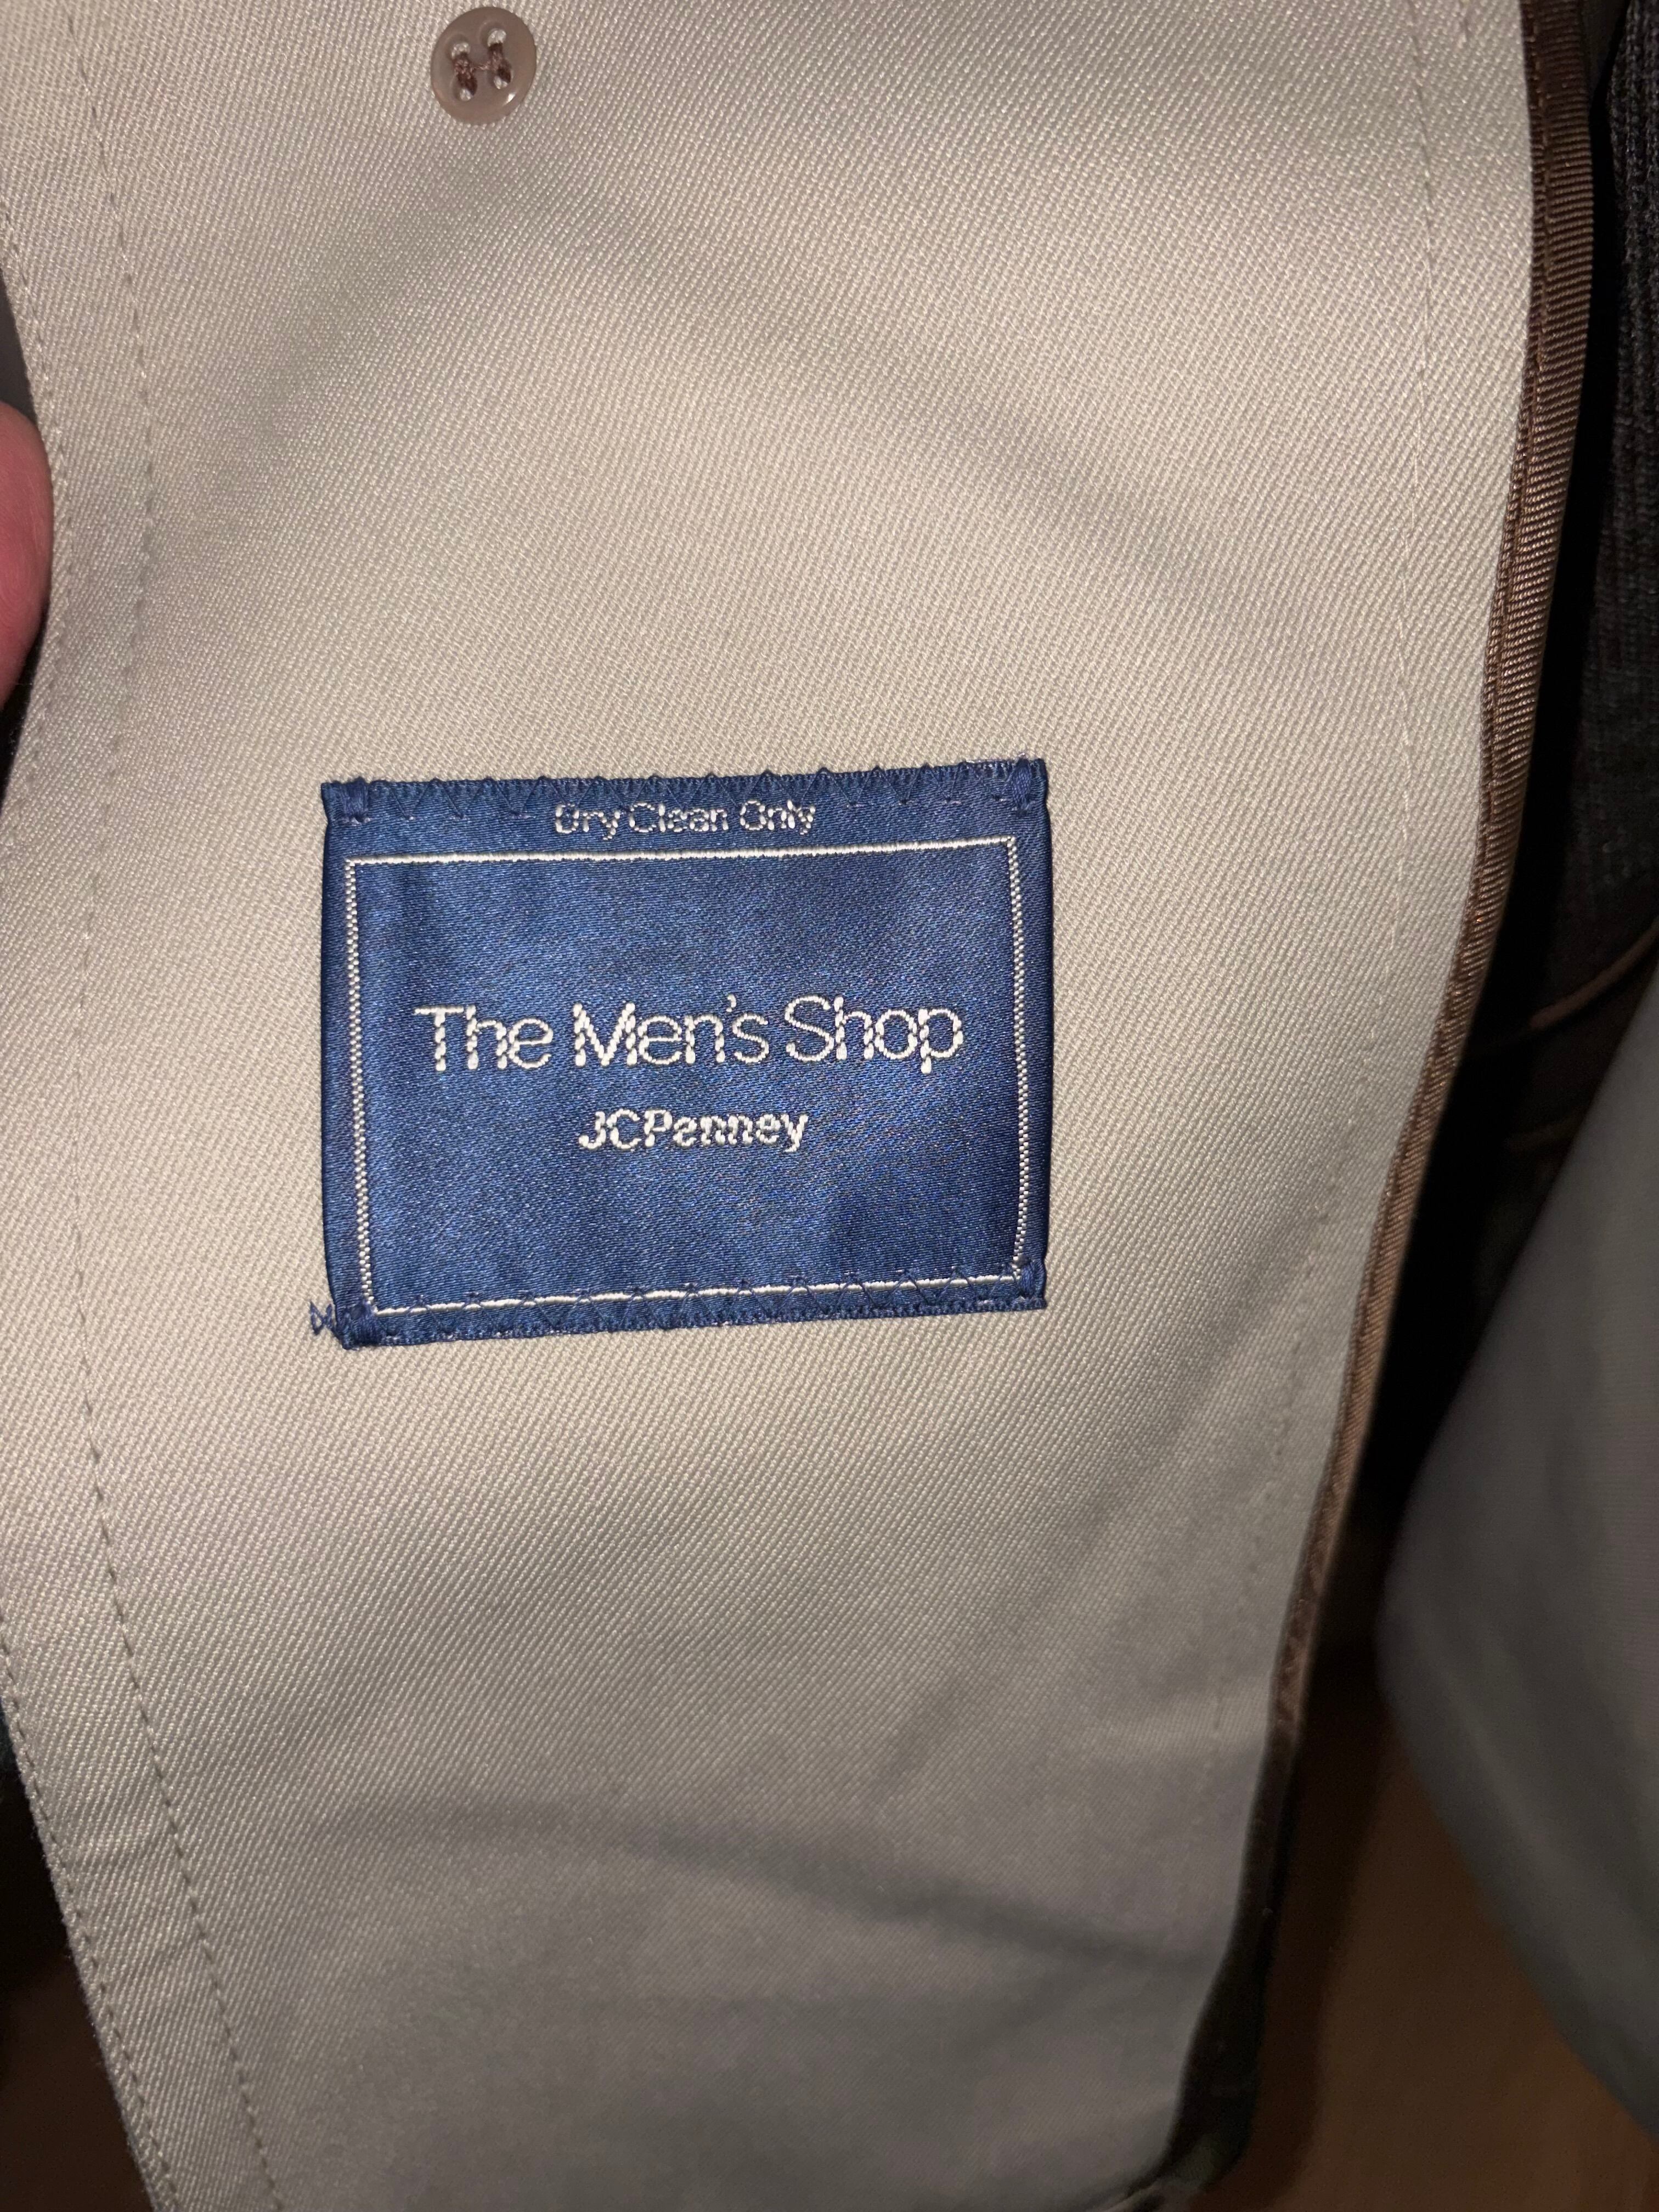 Dry Clean Only
The Men's Shop
JCPenney